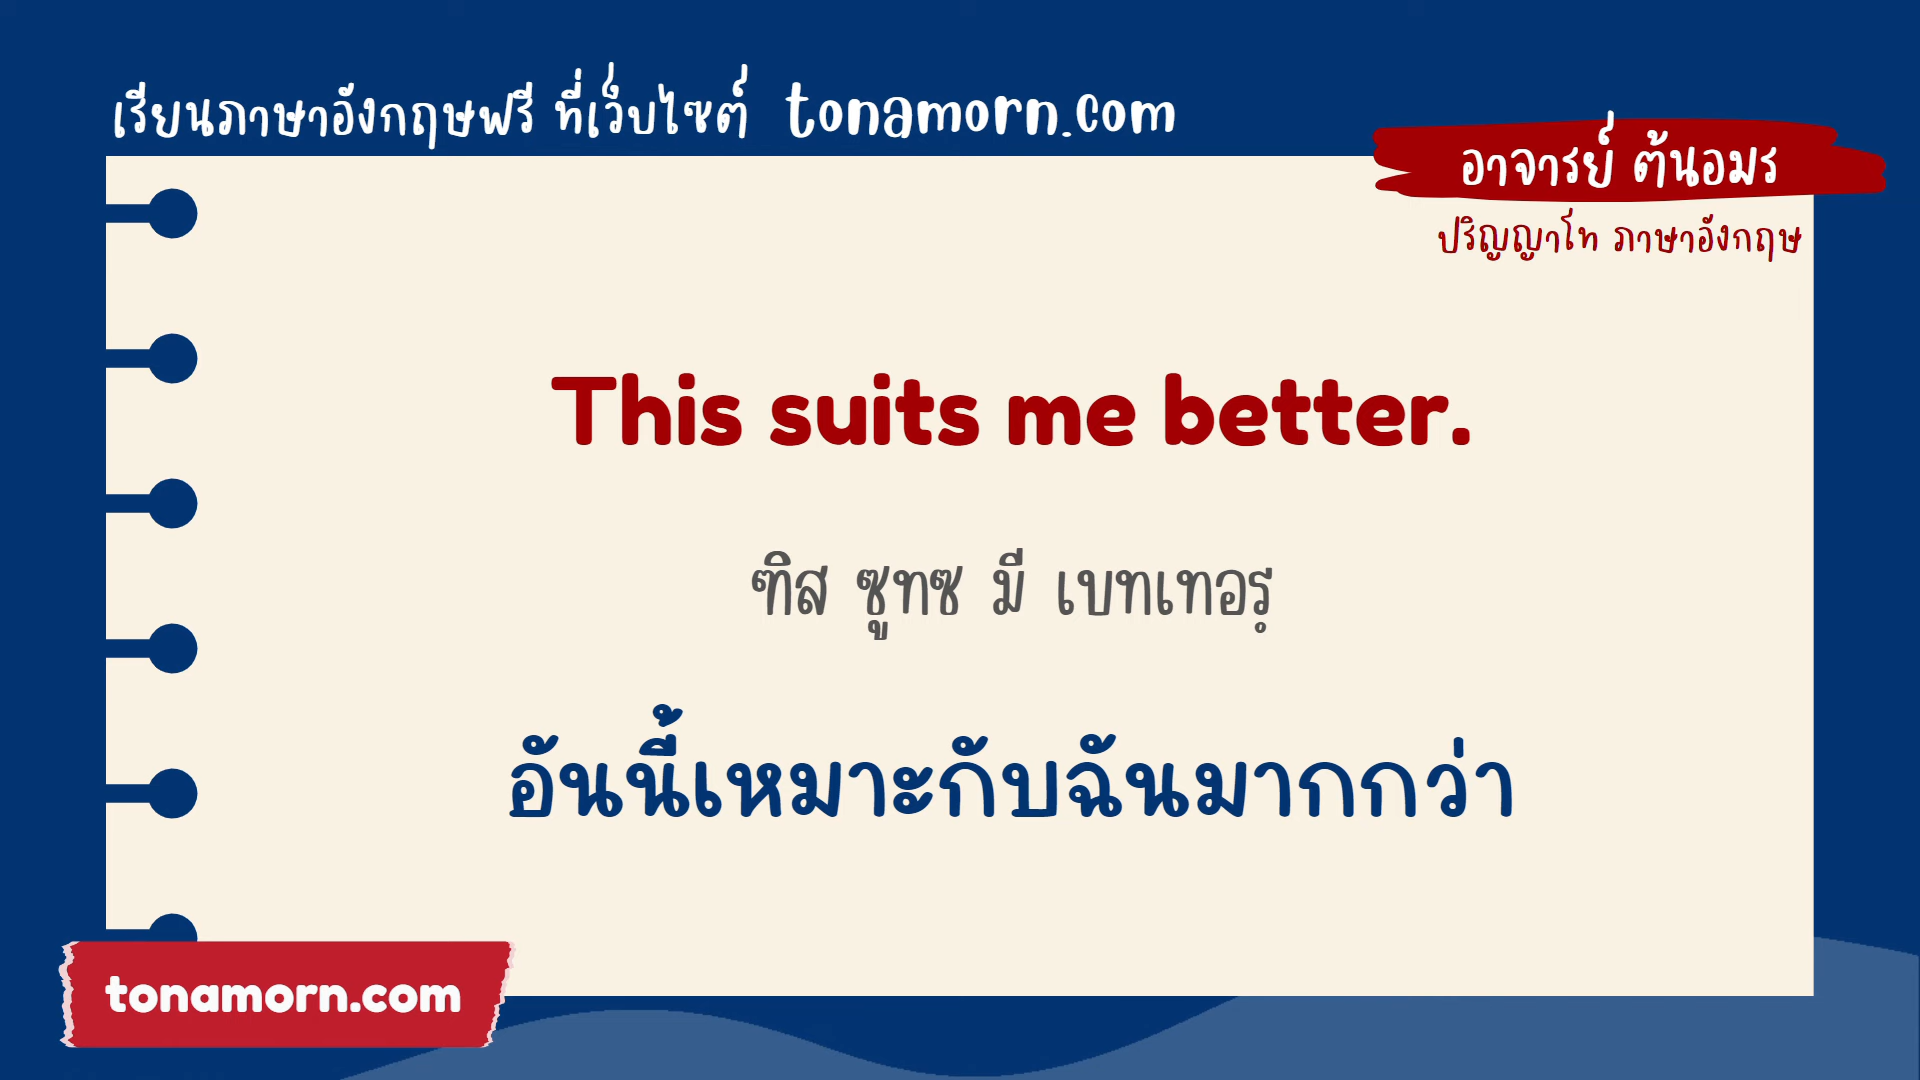 เรียนภาษาอังกฤษฟรี ที่เว็บไซต์ tonamorn.com
อาจารย์ ต้นอมร
ปริญญาโท ภาษาอังกฤษ
This suits me better.
ฑิส ซูทซ มี เบทเทอรฺ
อันนี้เหมาะกับฉันมากกว่า
tonamorn.com